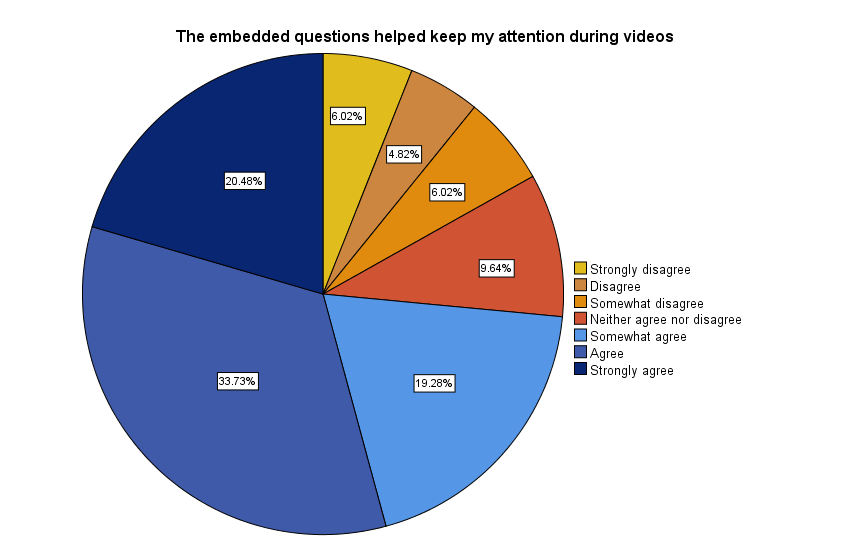 The embedded questions helped keep my attention during videos
6.02%
4.82%
20.48%
6.02%
9.64%
33.73%
19.28%
Strongly disagree
Disagree
Somewhat disagree
Neither agree nor disagree
Somewhat agree
Agree
Strongly agree